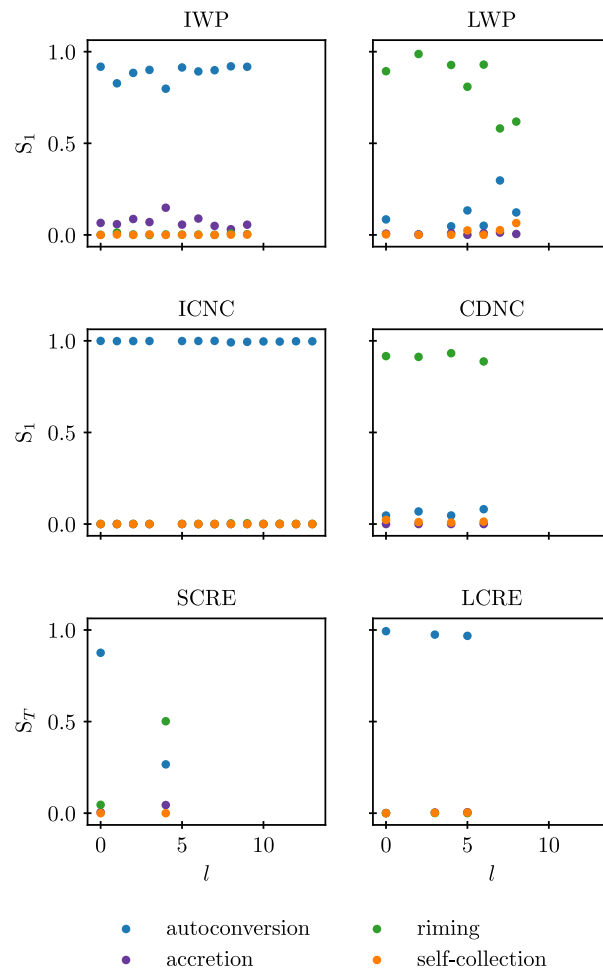 IWP LWP
1.0
0.5
0.0
S₁
ICNC CDNC
1.0
0.5
0.0
S₁
SCRE LCRE
1.0
0.5
0.0
S_T
0 5 10 0 5 10
l l
autoconversion riming
accretion self-collection